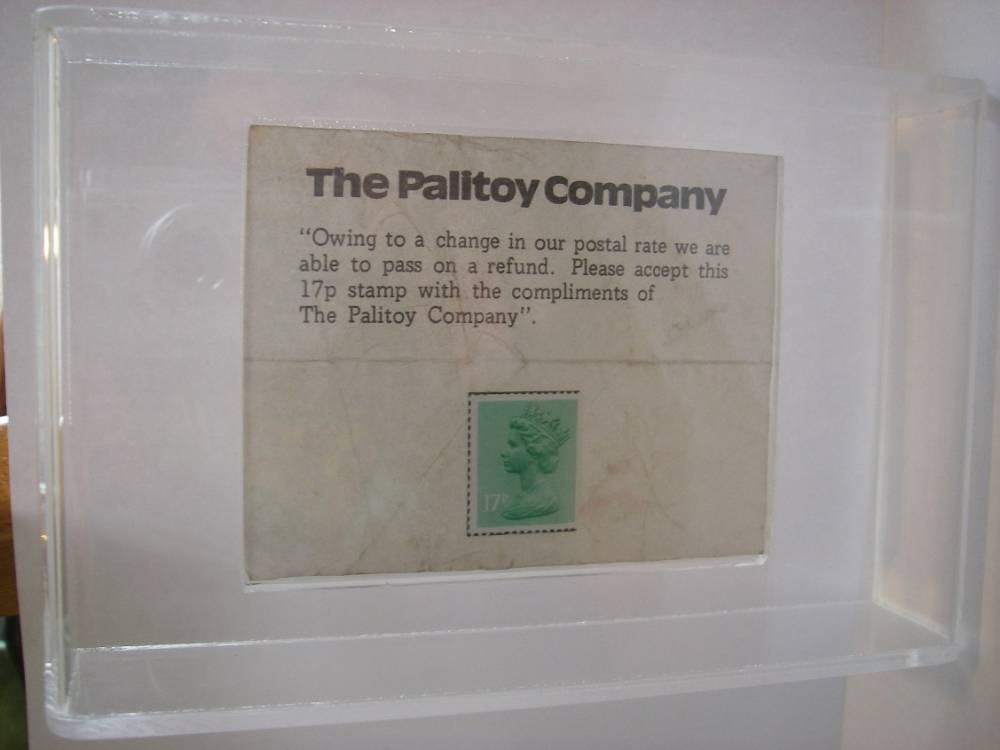 The Palitoy Company
“Owing to a change in our postal rate we are
able to pass on a refund. Please accept this
17p stamp with the compliments of
The Palitoy Company”.
17P